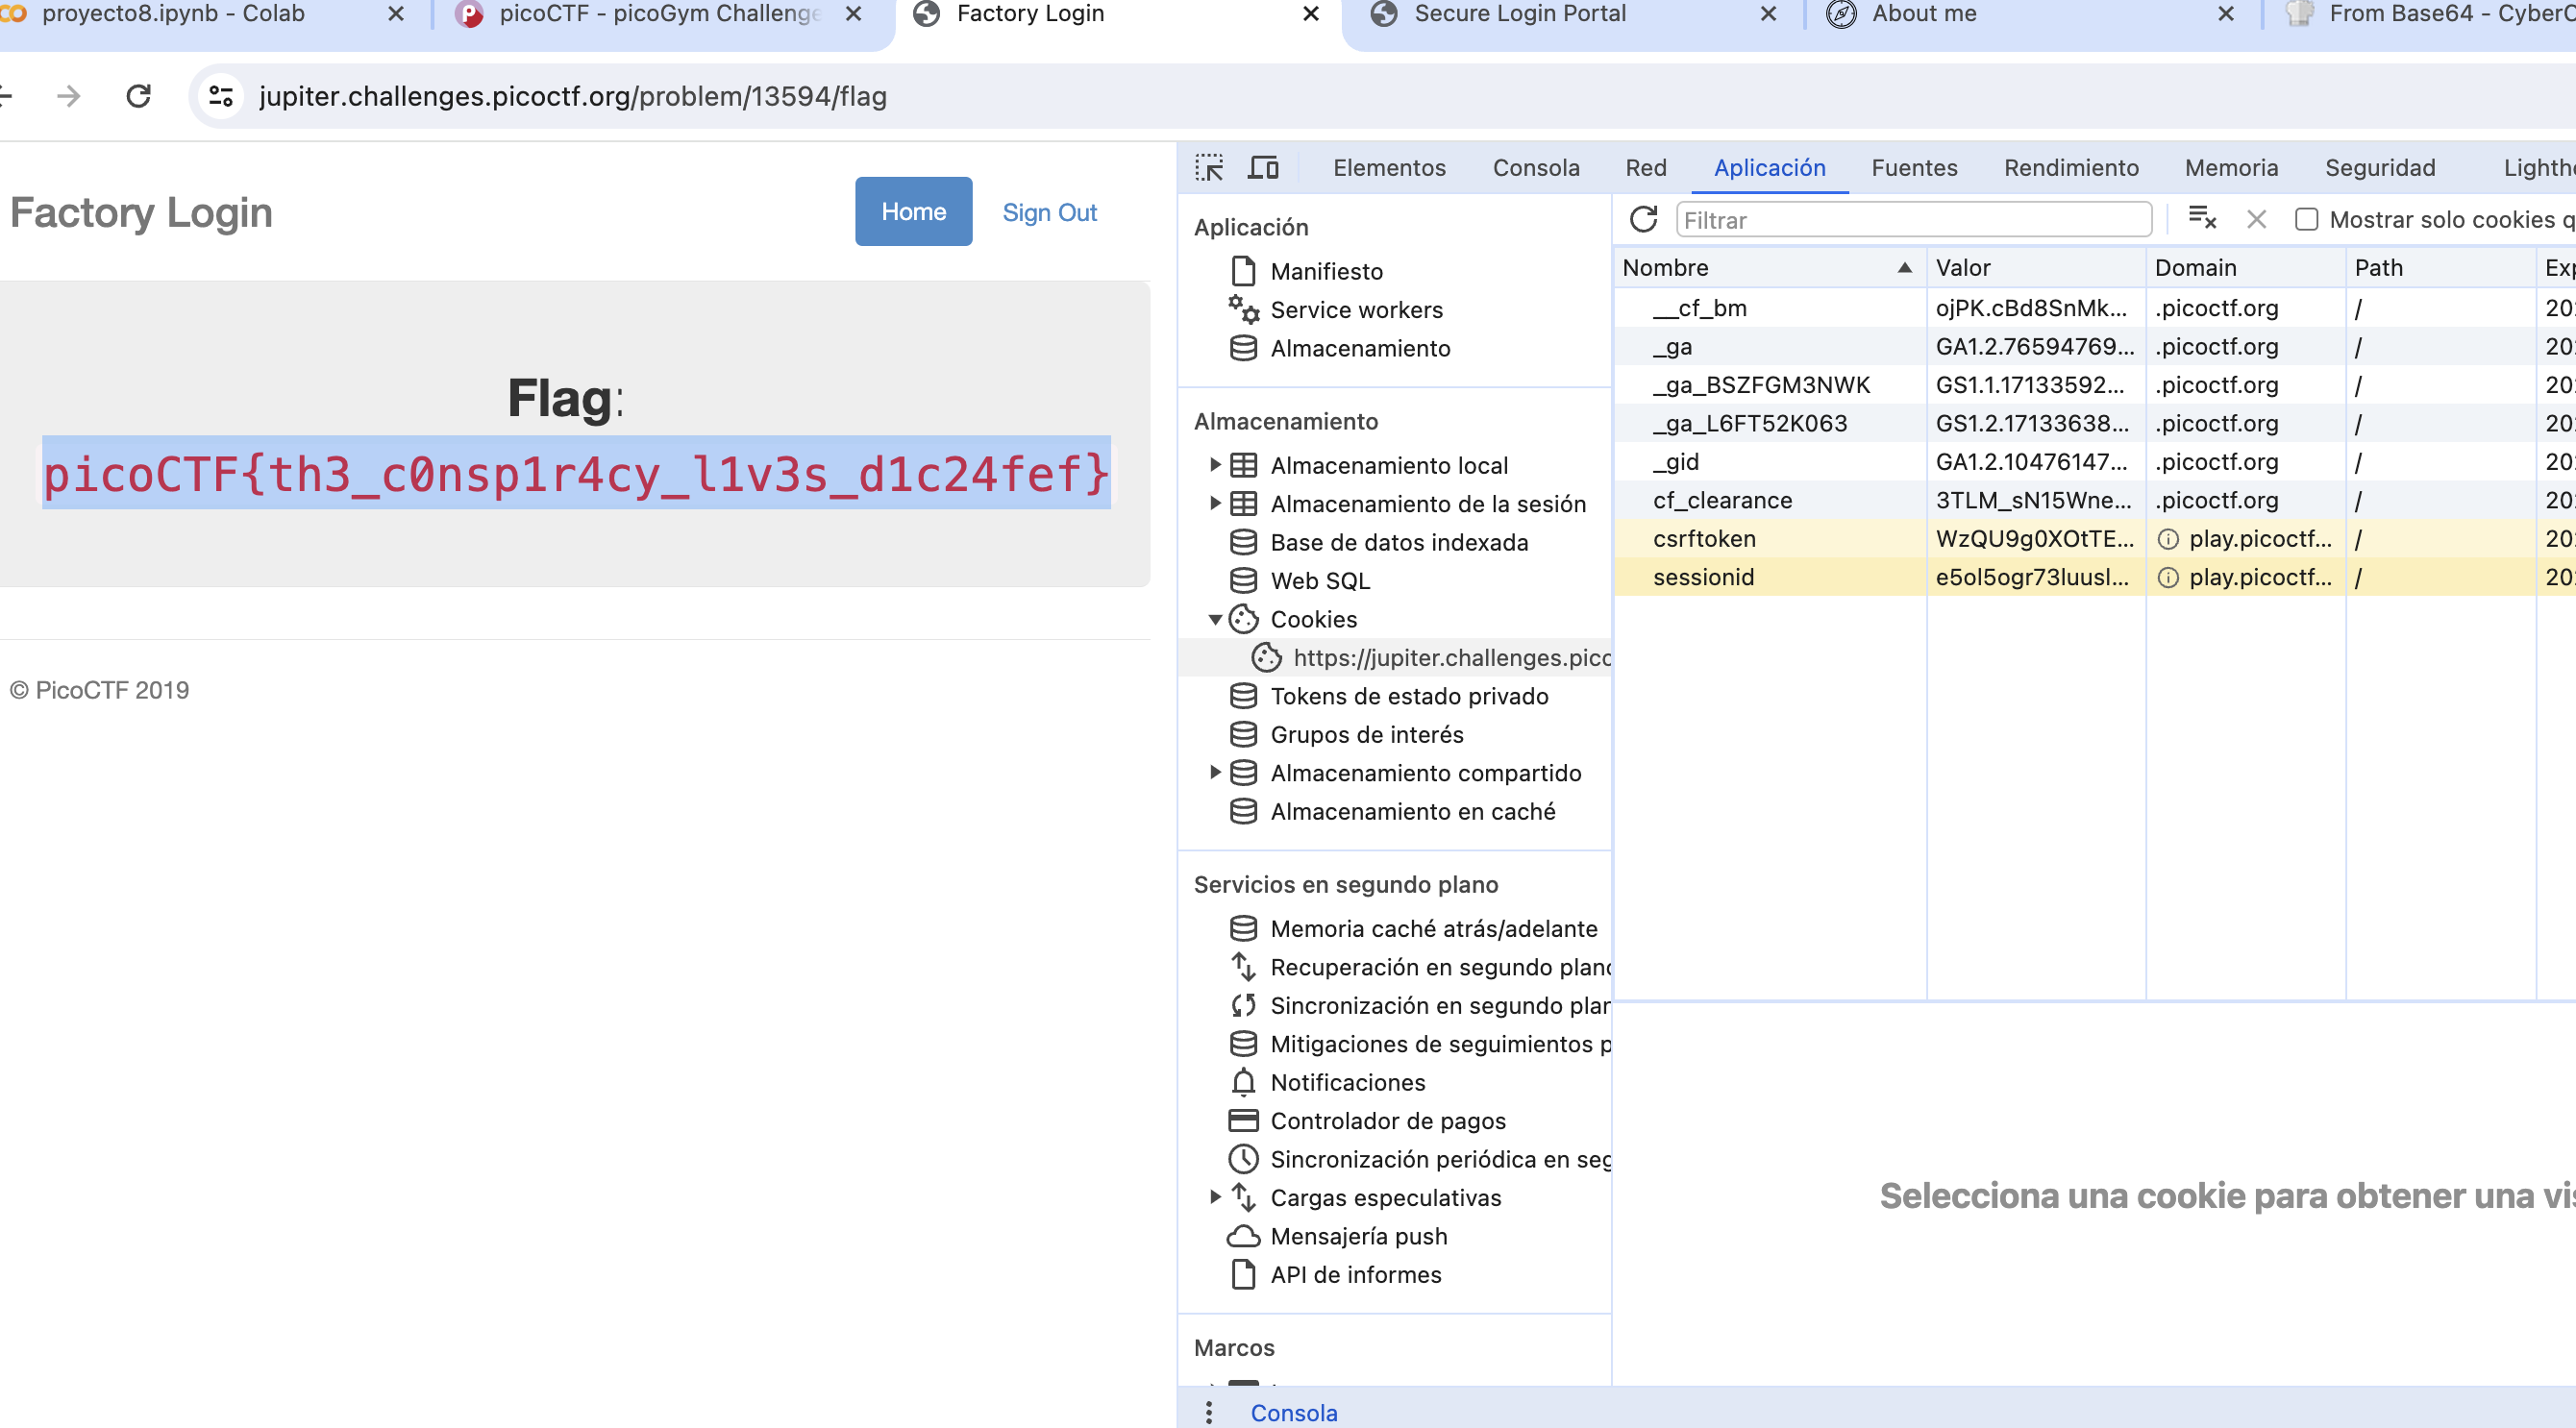 proyecto8.ipynb - Colab
picoCTF - picoGym Challenge
Factory Login
Secure Login Portal
About me
From Base64 - CyberC
jupiter.challenges.picoctf.org/problem/13594/flag
Factory Login
Home
Sign Out
Flag:
picoCTF{th3_c0nsp1r4cy_l1v3s_d1c24fef}
© PicoCTF 2019
Elementos
Consola
Red
Aplicación
Fuentes
Rendimiento
Memoria
Seguridad
Lighth
Aplicación
Manifiesto
Service workers
Almacenamiento
Almacenamiento
Almacenamiento local
Almacenamiento de la sesión
Base de datos indexada
Web SQL
Cookies
https://jupiter.challenges.pico
Tokens de estado privado
Grupos de interés
Almacenamiento compartido
Almacenamiento en caché
Servicios en segundo plano
Memoria caché atrás/adelante
Recuperación en segundo plano
Sincronización en segundo plan
Mitigaciones de seguimientos p
Notificaciones
Controlador de pagos
Sincronización periódica en seg
Cargas especulativas
Mensajería push
API de informes
Marcos
Filtrar
Mostrar solo cookies q
Nombre Valor Domain Path Exp
__cf_bm ojPK.cBd8SnMk... .picoctf.org / 20
_ga GA1.2.76594769... .picoctf.org / 20
_ga_BSZFGM3NWK GS1.1.17133592... .picoctf.org / 20
_ga_L6FT52K063 GS1.2.17133638... .picoctf.org / 20
_gid GA1.2.10476147... .picoctf.org / 20
cf_clearance 3TLM_sN15Wne... .picoctf.org / 20
csrftoken WzQU9g0XOtTE... play.picoctf... / 20
sessionid e5ol5ogr73luusl... play.picoctf... / 20
Selecciona una cookie para obtener una vis
Consola